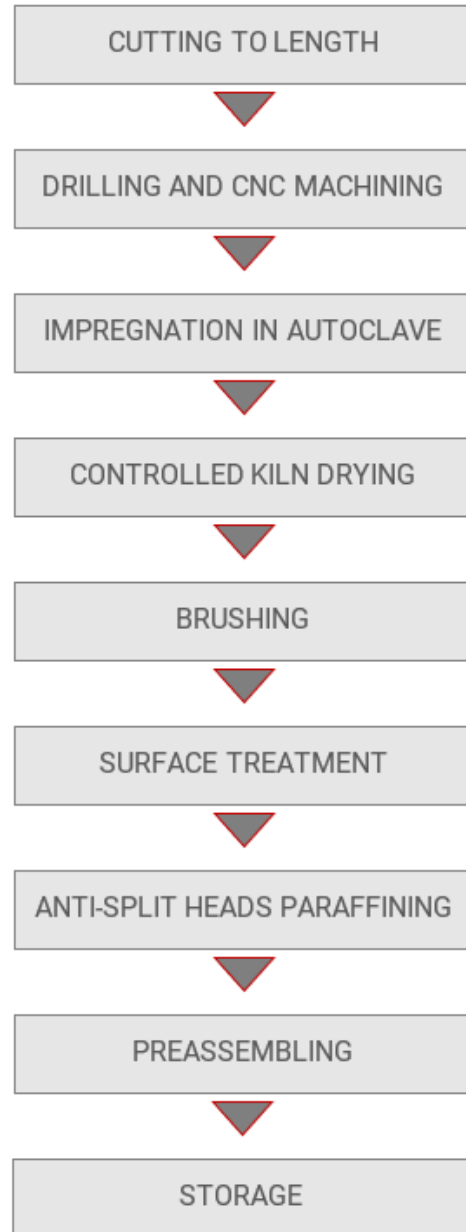 CUTTING TO LENGTH
DRILLING AND CNC MACHINING
IMPREGNATION IN AUTOCLAVE
CONTROLLED KILN DRYING
BRUSHING
SURFACE TREATMENT
ANTI-SPLIT HEADS PARAFFINING
PREASSEMBLING
STORAGE